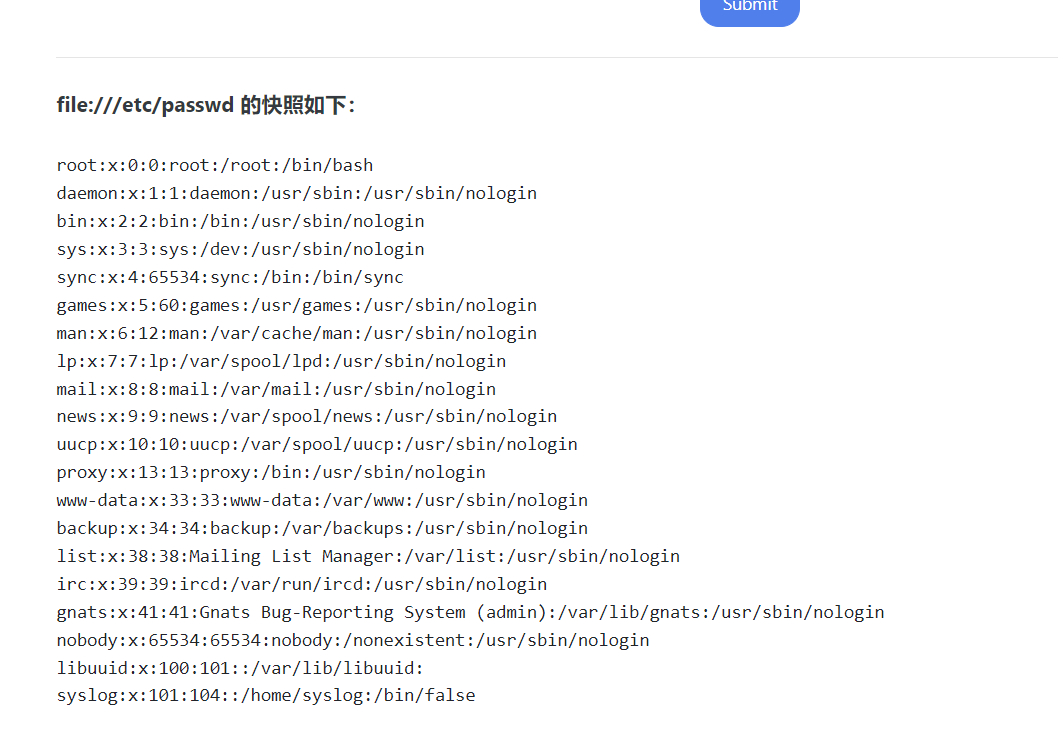 Submit
file:///etc/passwd 的快照如下：
root:x:0:0:root:/root:/bin/bash
daemon:x:1:1:daemon:/usr/sbin:/usr/sbin/nologin
bin:x:2:2:bin:/bin:/usr/sbin/nologin
sys:x:3:3:sys:/dev:/usr/sbin/nologin
sync:x:4:65534:sync:/bin:/bin/sync
games:x:5:60:games:/usr/games:/usr/sbin/nologin
man:x:6:12:man:/var/cache/man:/usr/sbin/nologin
lp:x:7:7:lp:/var/spool/lpd:/usr/sbin/nologin
mail:x:8:8:mail:/var/mail:/usr/sbin/nologin
news:x:9:9:news:/var/spool/news:/usr/sbin/nologin
uucp:x:10:10:uucp:/var/spool/uucp:/usr/sbin/nologin
proxy:x:13:13:proxy:/bin:/usr/sbin/nologin
www-data:x:33:33:www-data:/var/www:/usr/sbin/nologin
backup:x:34:34:backup:/var/backups:/usr/sbin/nologin
list:x:38:38:Mailing List Manager:/var/list:/usr/sbin/nologin
irc:x:39:39:ircd:/var/run/ircd:/usr/sbin/nologin
gnats:x:41:41:Gnats Bug-Reporting System (admin):/var/lib/gnats:/usr/sbin/nologin
nobody:x:65534:65534:nobody:/nonexistent:/usr/sbin/nologin
libuuid:x:100:101::/var/lib/libuuid:
syslog:x:101:104::/home/syslog:/bin/false